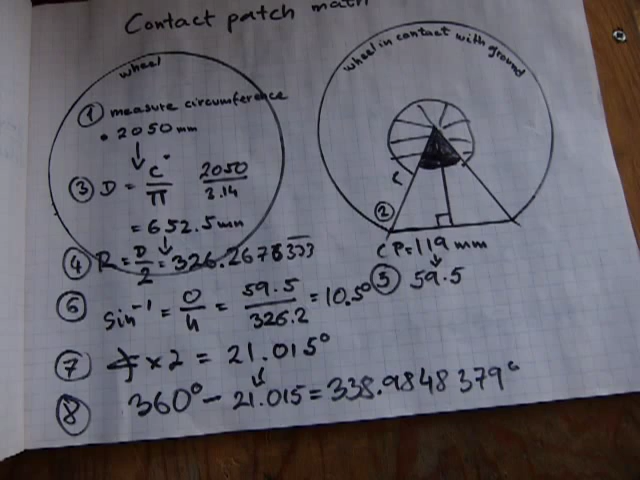 Contact patch math
wheel
① measure circumference
• 2050 mm
③ D = C / π 2050 / 3.14
= 652.5 mm
④ R = D / 2 = 326.2676333
wheel in contact with ground
②
CP = 119 mm
⑤ 59.5
⑥ Sin⁻¹ = O / h = 59.5 / 326.2 = 10.5°
⑦ ∡ x 2 = 21.015°
⑧ 360° - 21.015 = 338.9848379°